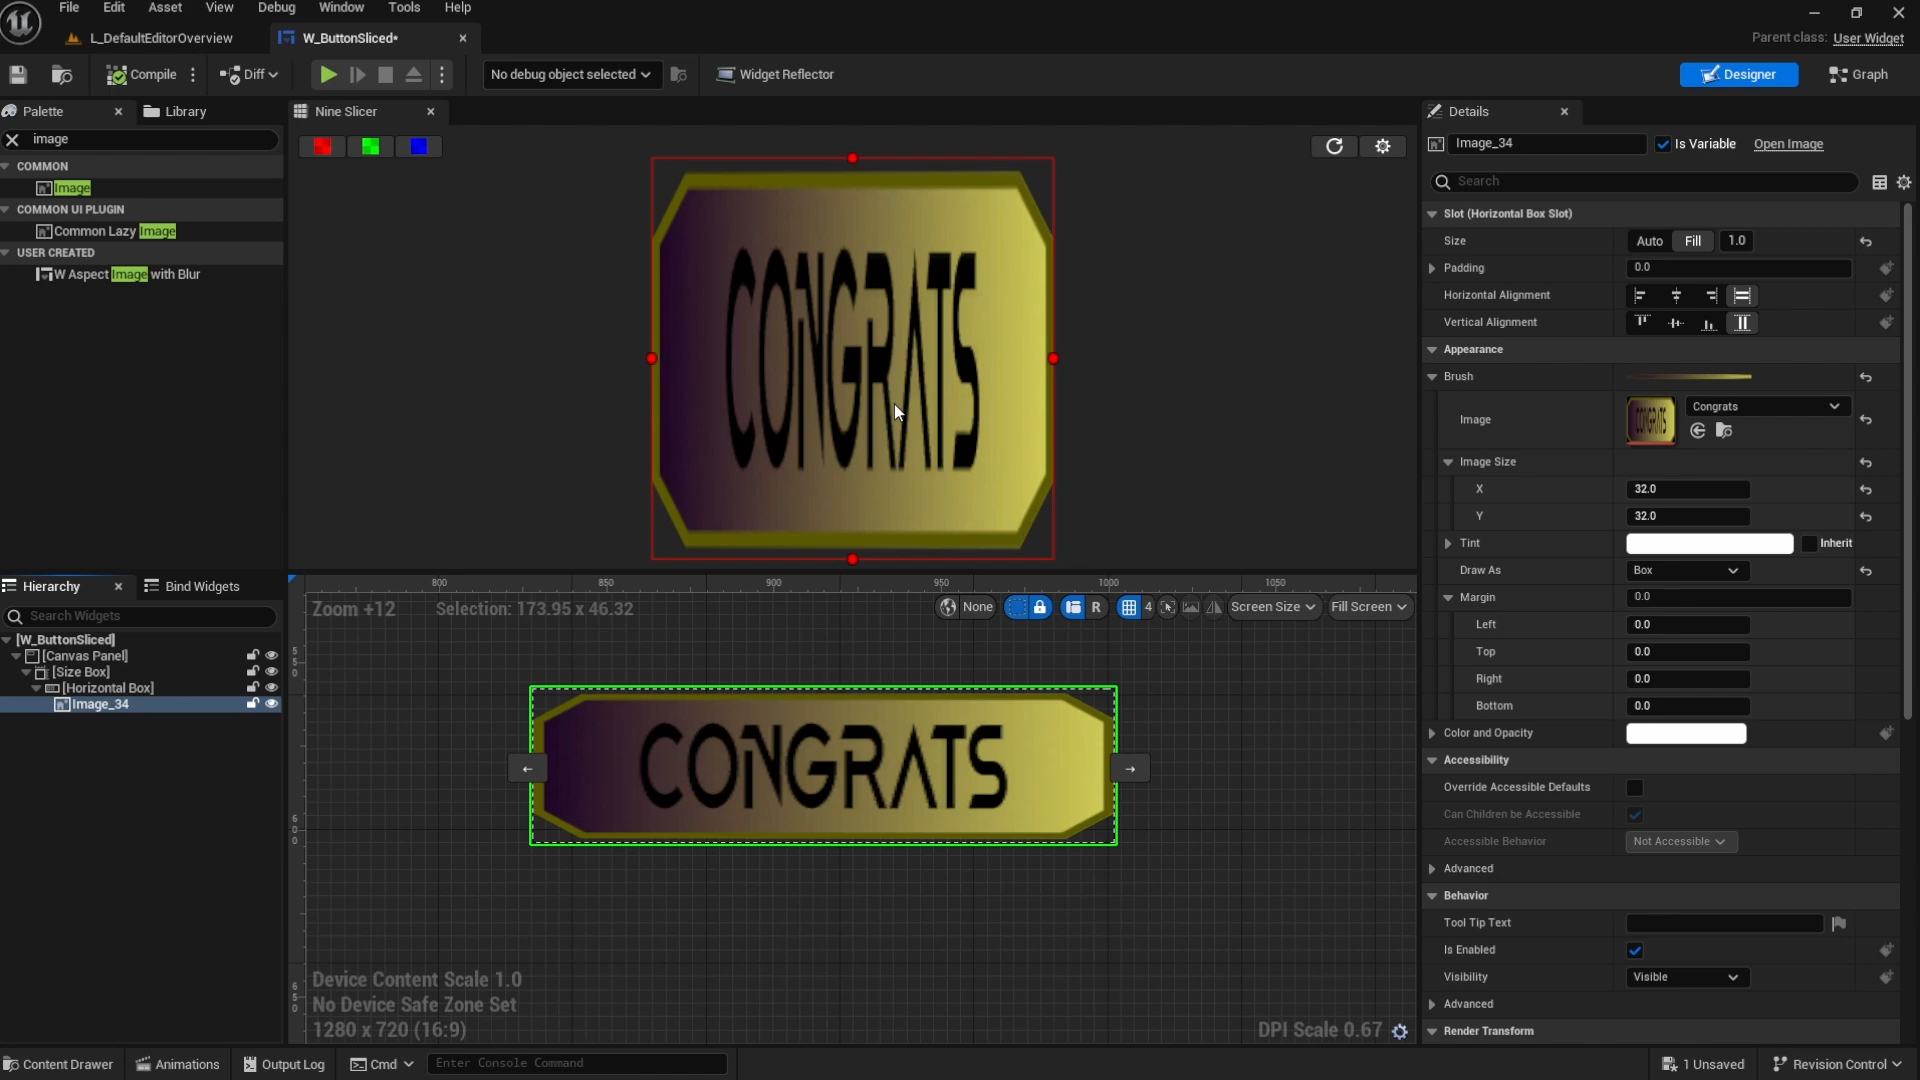 File Edit Asset View Debug Window Tools Help
L_DefaultEditorOverview
W_ButtonSliced*
Parent class: User Widget
Compile
Diff
No debug object selected
Widget Reflector
Designer
Graph
Palette
Library
Nine Slicer
Details
image
Image_34
Is Variable
Open Image
COMMON
Image
Search
COMMON UI PLUGIN
Common Lazy Image
USER CREATED
W Aspect Image with Blur
CONGRATS
Slot (Horizontal Box Slot)
Size
Auto
Fill
1.0
Padding
0.0
Horizontal Alignment
Vertical Alignment
Appearance
Brush
Image
CONGRATS
Congrats
Image Size
X
32.0
Y
32.0
Tint
Inherit
Draw As
Box
Margin
0.0
Left
0.0
Top
0.0
Right
0.0
Bottom
0.0
Color and Opacity
Accessibility
Override Accessible Defaults
Can Children be Accessible
Accessible Behavior
Not Accessible
Advanced
Behavior
Tool Tip Text
Is Enabled
Visibility
Visible
Advanced
Render Transform
Hierarchy
Bind Widgets
Search Widgets
[W_ButtonSliced]
[Canvas Panel]
[Size Box]
[Horizontal Box]
Image_34
800 850 900 950 1000 1050
Zoom +12
Selection: 173.95 x 46.32
None
R
4
Screen Size
Fill Screen
550
600
650
CONGRATS
Device Content Scale 1.0
No Device Safe Zone Set
1280 x 720 (16:9)
DPI Scale 0.67
Content Drawer
Animations
Output Log
Cmd
Enter Console Command
1 Unsaved
Revision Control